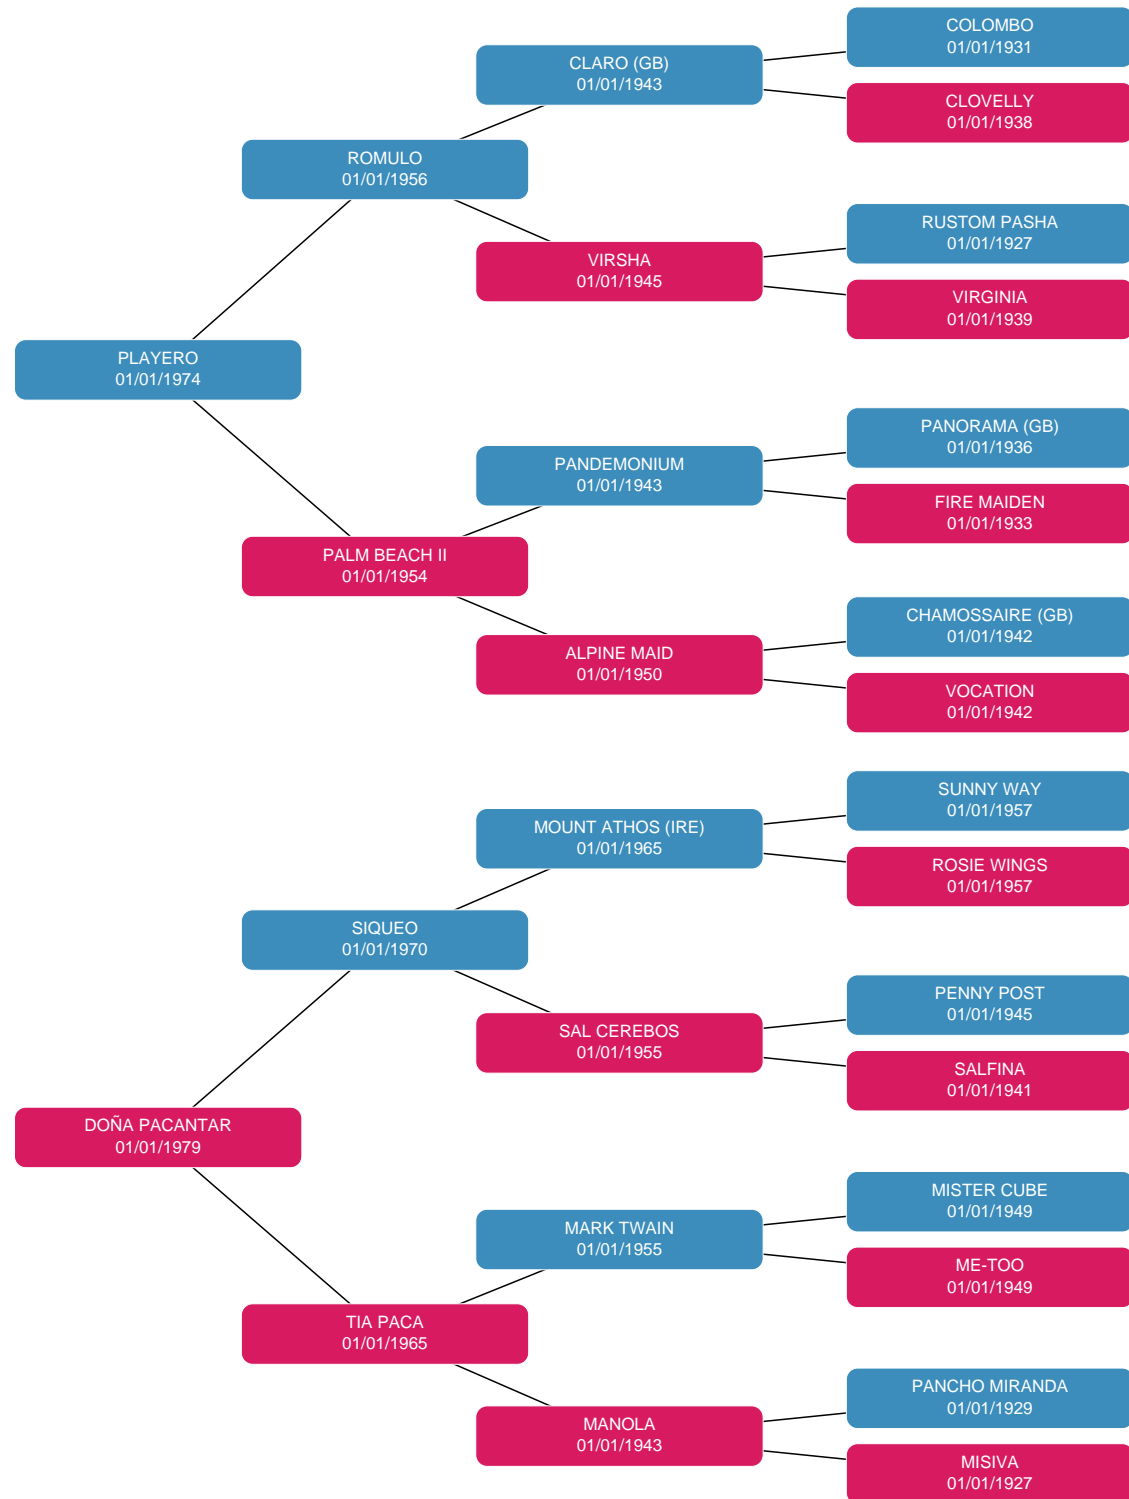 COLOMBO
01/01/1931
CLARO (GB)
01/01/1943
CLOVELLY
01/01/1938
ROMULO
01/01/1956
RUSTOM PASHA
01/01/1927
VIRSHA
01/01/1945
VIRGINIA
01/01/1939
PLAYERO
01/01/1974
PANORAMA (GB)
01/01/1936
PANDEMONIUM
01/01/1943
FIRE MAIDEN
01/01/1933
PALM BEACH II
01/01/1954
CHAMOSSAIRE (GB)
01/01/1942
ALPINE MAID
01/01/1950
VOCATION
01/01/1942
SUNNY WAY
01/01/1957
MOUNT ATHOS (IRE)
01/01/1965
ROSIE WINGS
01/01/1957
SIQUEO
01/01/1970
PENNY POST
01/01/1945
SAL CEREBOS
01/01/1955
SALFINA
01/01/1941
DOÑA PACANTAR
01/01/1979
MISTER CUBE
01/01/1949
MARK TWAIN
01/01/1955
ME-TOO
01/01/1949
TIA PACA
01/01/1965
PANCHO MIRANDA
01/01/1929
MANOLA
01/01/1943
MISIVA
01/01/1927